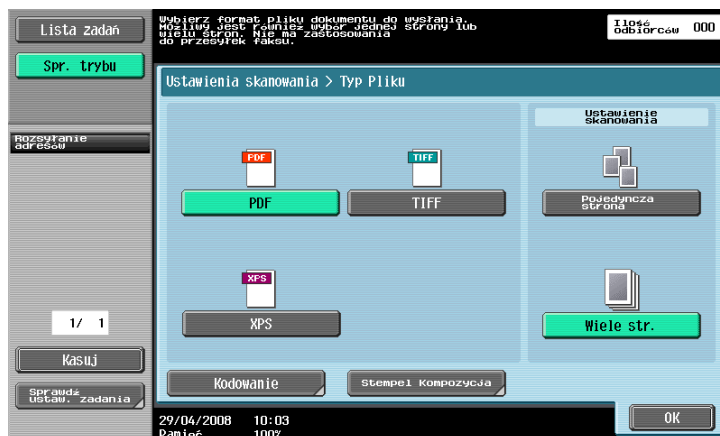 Lista zadań
Spr. trybu
Rozsyłanie
adresów
1/ 1
Kasuj
Sprawdź
ustaw. zadania
Wybierz format pliku dokumentu do wysłania.
Możliwy jest również wybór jednej strony lub
wielu stron. Nie ma zastosowania
do przesyłek faksu.
Ilość
odbiorców 000
Ustawienia skanowania > Typ Pliku
Ustawienie
skanowania
PDF
TIFF
PDF
TIFF
Pojedyncza
strona
XPS
XPS
Wiele str.
Kodowanie
Stempel Kompozycja
OK
29/04/2008 10:03
Pamięć 100%